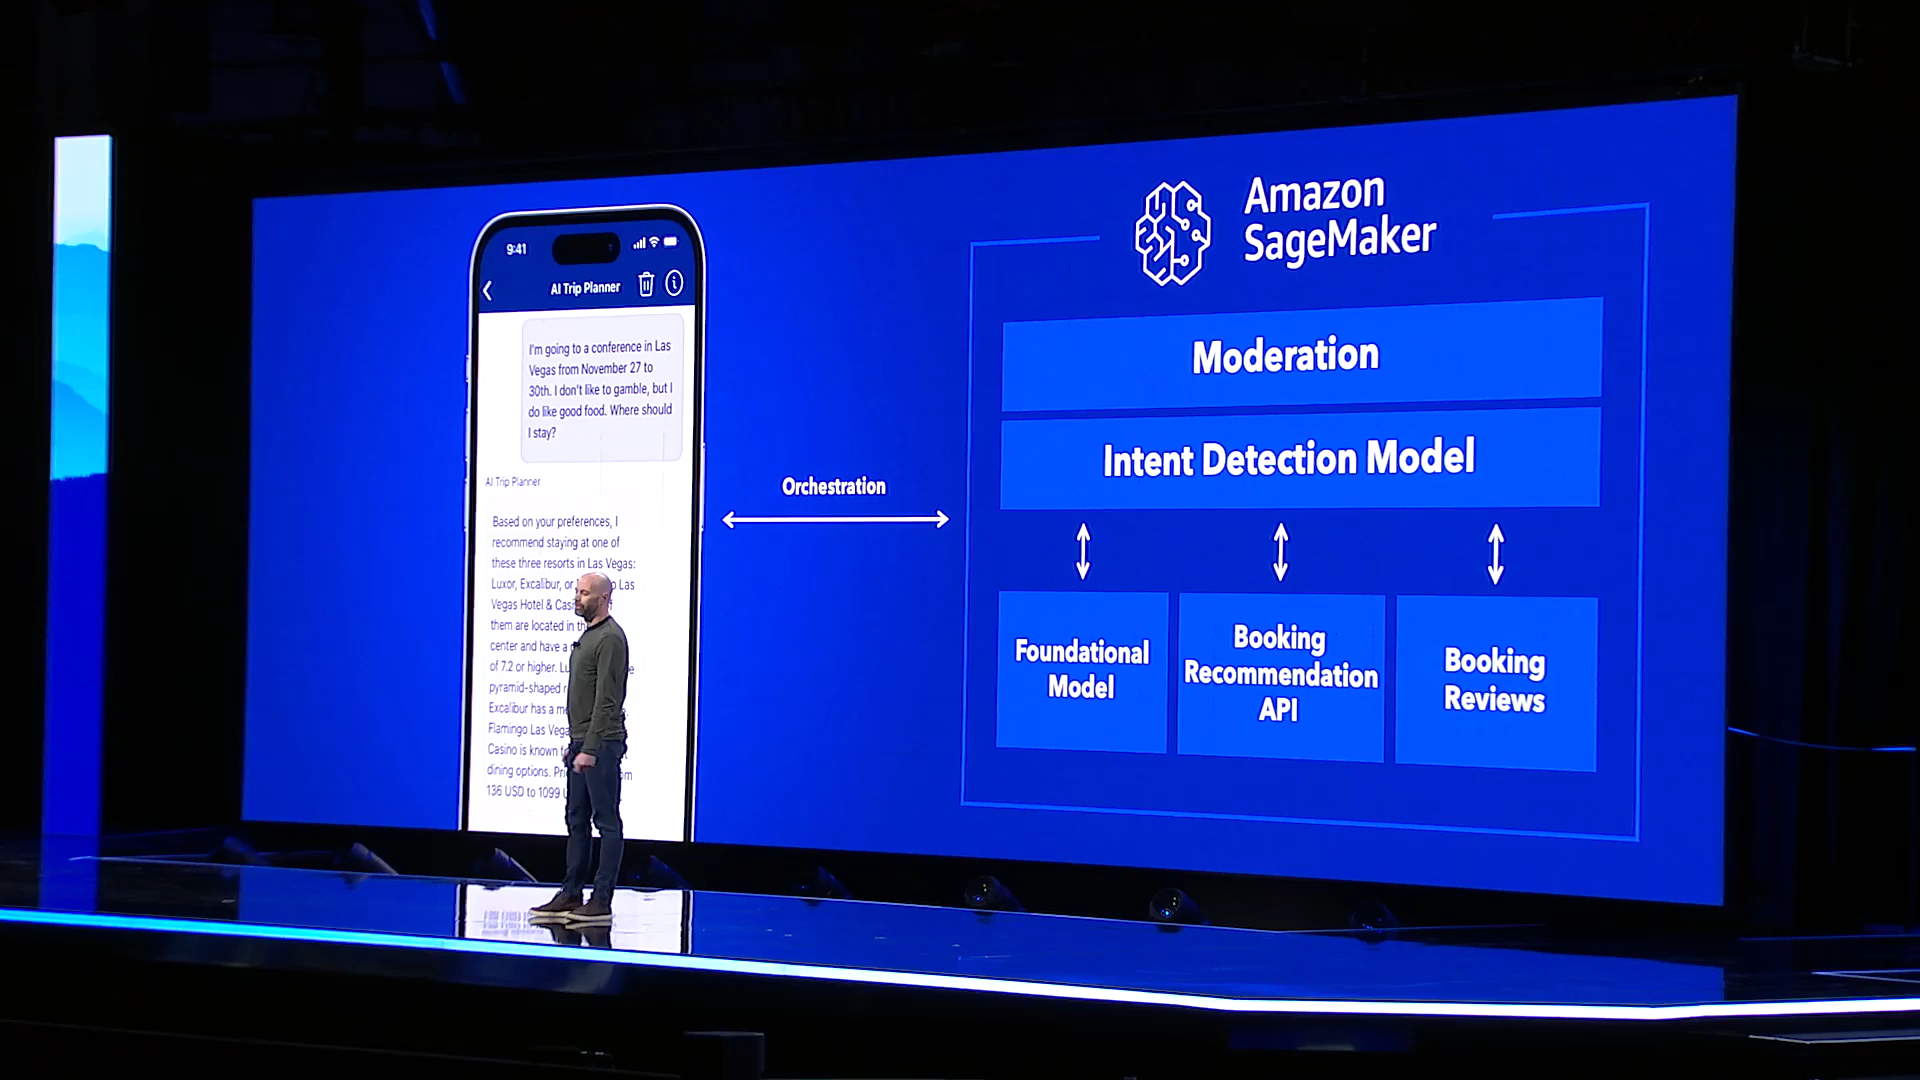 9:41
AI Trip Planner
I'm going to a conference in Las
Vegas from November 27 to
30th. I don't like to gamble, but I
do like good food. Where should
I stay?
AI Trip Planner
Based on your preferences, I
recommend staying at one of
these three resorts in Las Vegas:
Luxor, Excalibur, or Las
Vegas Hotel &
them are located in
center and have a
of 7.2 or higher.
pyramid-shaped
Excalibur has a
Flamingo Las
Casino is known
dining options.
136 USD to 1099
Orchestration
Amazon
SageMaker
Moderation
Intent Detection Model
Foundational
Model
Booking
Recommendation
API
Booking
Reviews